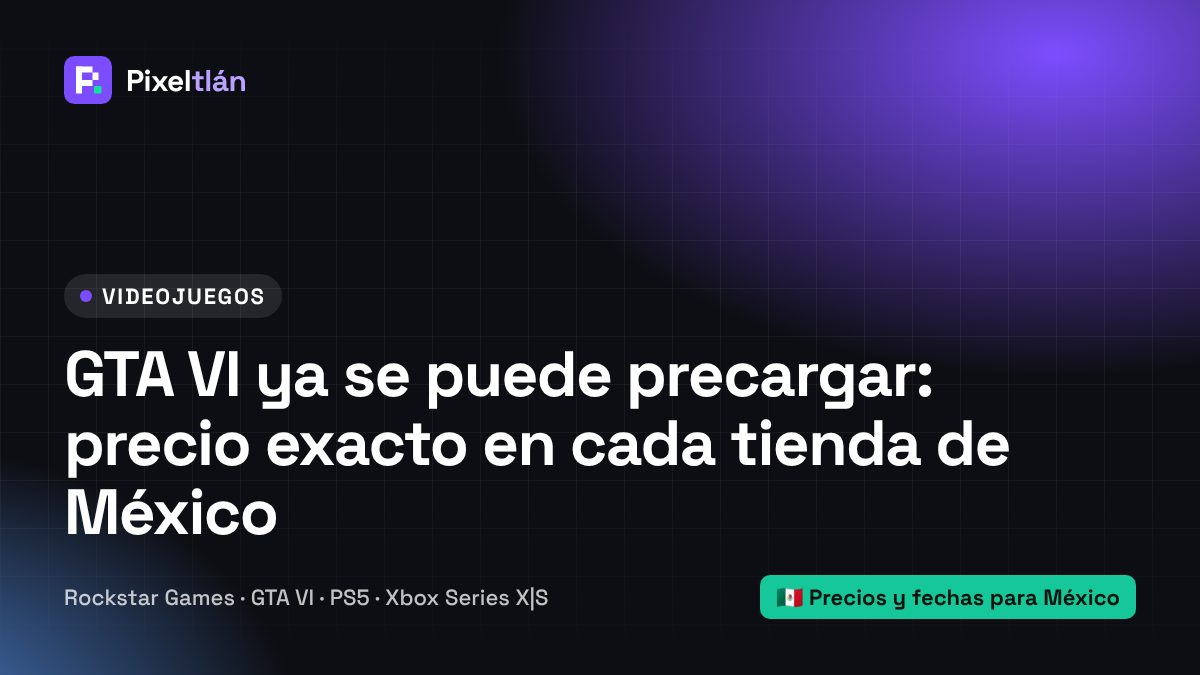 Pixeltlán
VIDEOJUEGOS
GTA VI ya se puede precargar:
precio exacto en cada tienda de
México
Rockstar Games · GTA VI · PS5 · Xbox Series X|S
🇲🇽 Precios y fechas para México